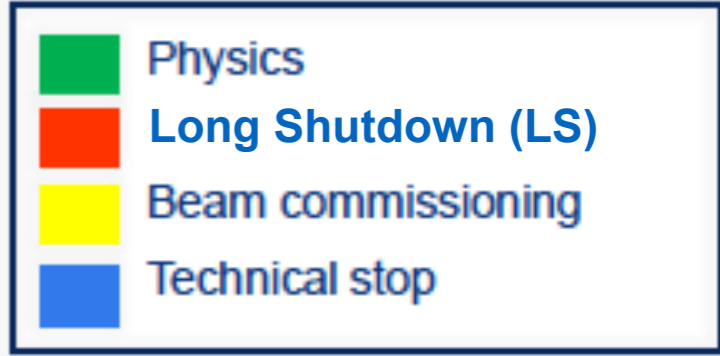 Physics
Long Shutdown (LS)
Beam commissioning
Technical stop